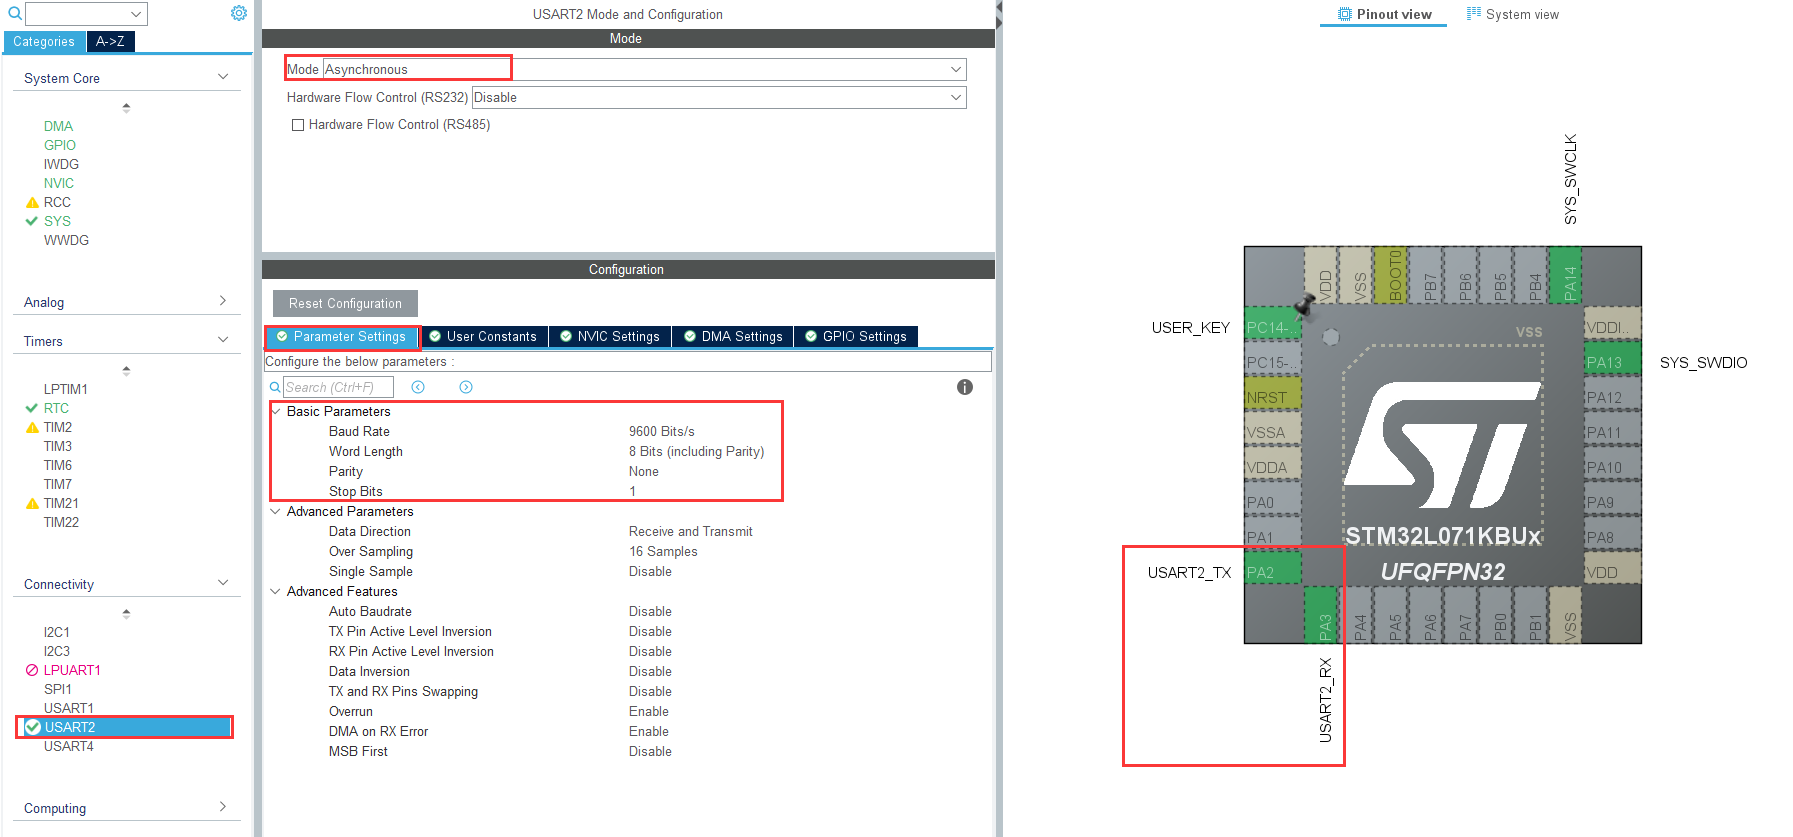 Categories
A->Z
System Core
DMA
GPIO
IWDG
NVIC
RCC
SYS
WWDG
Analog
Timers
LPTIM1
RTC
TIM2
TIM3
TIM6
TIM7
TIM21
TIM22
Connectivity
I2C1
I2C3
LPUART1
SPI1
USART1
USART2
USART4
Computing
USART2 Mode and Configuration
Mode
Mode Asynchronous
Hardware Flow Control (RS232) Disable
Hardware Flow Control (RS485)
Configuration
Reset Configuration
Parameter Settings User Constants NVIC Settings DMA Settings GPIO Settings
Configure the below parameters :
Search (Ctrl+F)
Basic Parameters
Baud Rate 9600 Bits/s
Word Length 8 Bits (including Parity)
Parity None
Stop Bits 1
Advanced Parameters
Data Direction Receive and Transmit
Over Sampling 16 Samples
Single Sample Disable
Advanced Features
Auto Baudrate Disable
TX Pin Active Level Inversion Disable
RX Pin Active Level Inversion Disable
Data Inversion Disable
TX and RX Pins Swapping Disable
Overrun Enable
DMA on RX Error Enable
MSB First Disable
Pinout view System view
SYS_SWCLK
VDD
VSS
BOOT0
PB7
PB6
PB5
PB4
PA14
USER_KEY
PC14-..
PC15-..
NRST
VSSA
VDDA
PA0
PA1
USART2_TX
PA2
VSS
ST
STM32L071KBUx
UFQFPN32
VDDI..
PA13
SYS_SWDIO
PA12
PA11
PA10
PA9
PA8
VDD
PA3
PA4
PA5
PA6
PA7
PB0
PB1
VSS
USART2_RX